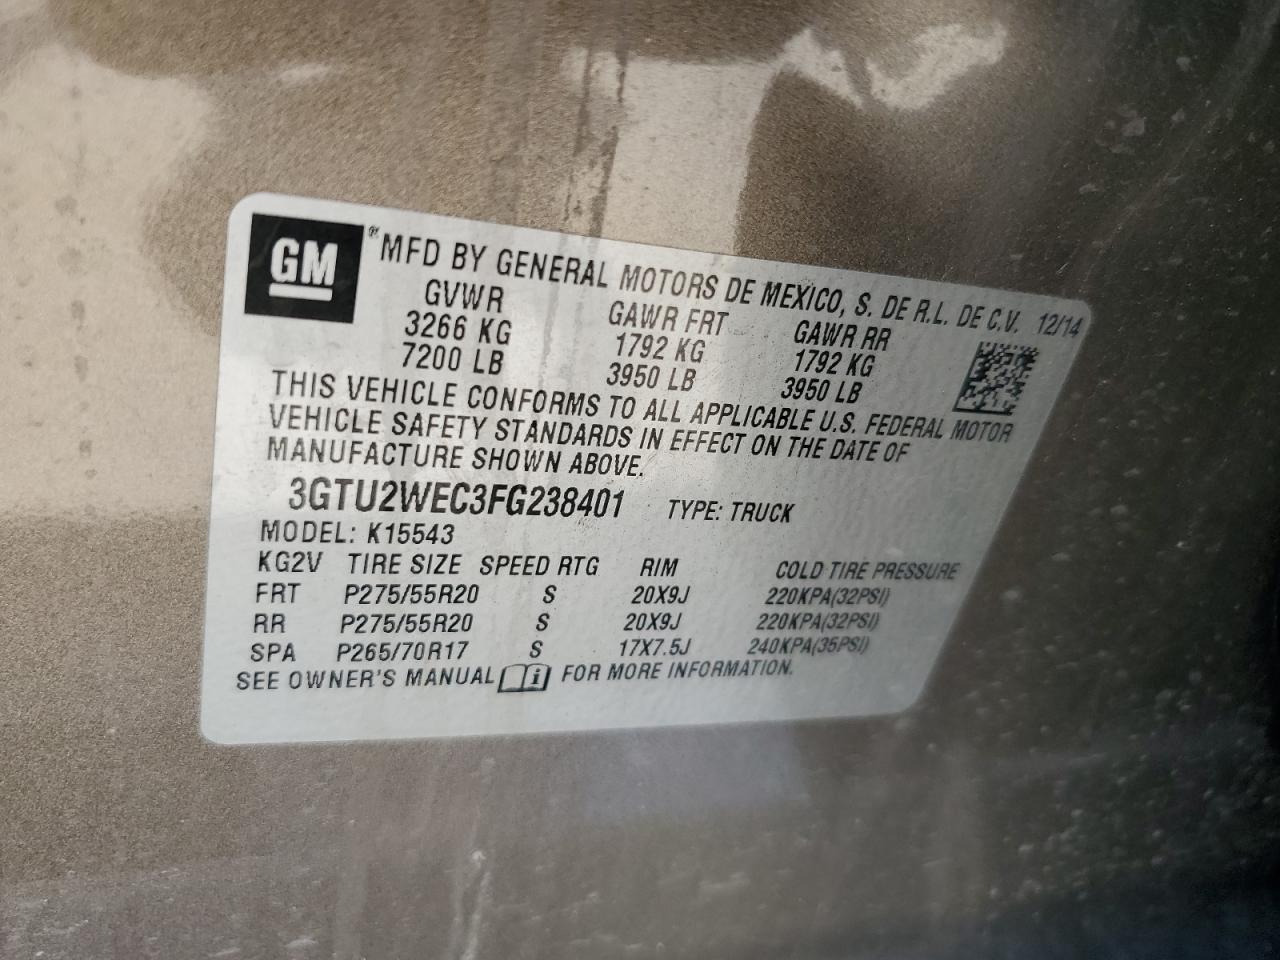 GM ® MFD BY GENERAL MOTORS DE MEXICO, S. DE R.L. DE C.V. 12/14
GVWR GAWR FRT GAWR RR
3266 KG 1792 KG 1792 KG
7200 LB 3950 LB 3950 LB
THIS VEHICLE CONFORMS TO ALL APPLICABLE U.S. FEDERAL MOTOR
VEHICLE SAFETY STANDARDS IN EFFECT ON THE DATE OF
MANUFACTURE SHOWN ABOVE.
3GTU2WEC3FG238401 TYPE: TRUCK
MODEL: K15543
KG2V TIRE SIZE SPEED RTG RIM COLD TIRE PRESSURE
FRT P275/55R20 S 20X9J 220KPA(32PSI)
RR P275/55R20 S 20X9J 220KPA(32PSI)
SPA P265/70R17 S 17X7.5J 240KPA(35PSI)
SEE OWNER'S MANUAL i FOR MORE INFORMATION.